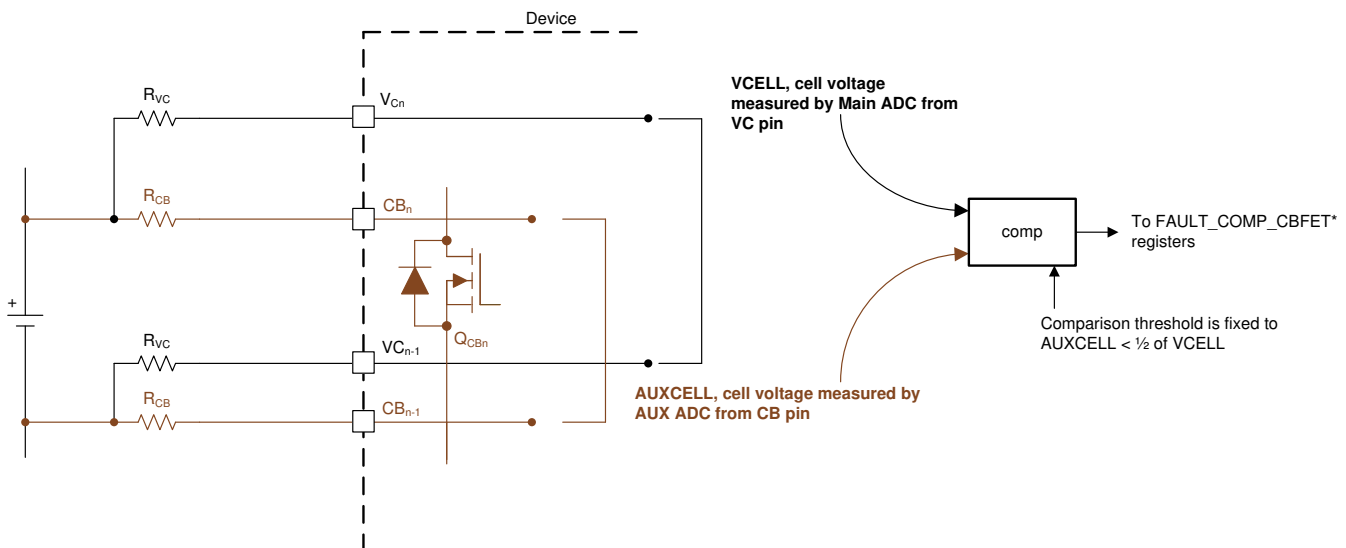 Device
VCELL, cell voltage
measured by Main ADC from
VC pin
RVC
VCn
RCB
CBn
comp
To FAULT_COMP_CBFET*
registers
+
QCBn
Comparison threshold is fixed to
AUXCELL < ½ of VCELL
RVC
VCn-1
AUXCELL, cell voltage measured by
AUX ADC from CB pin
RCB
CBn-1